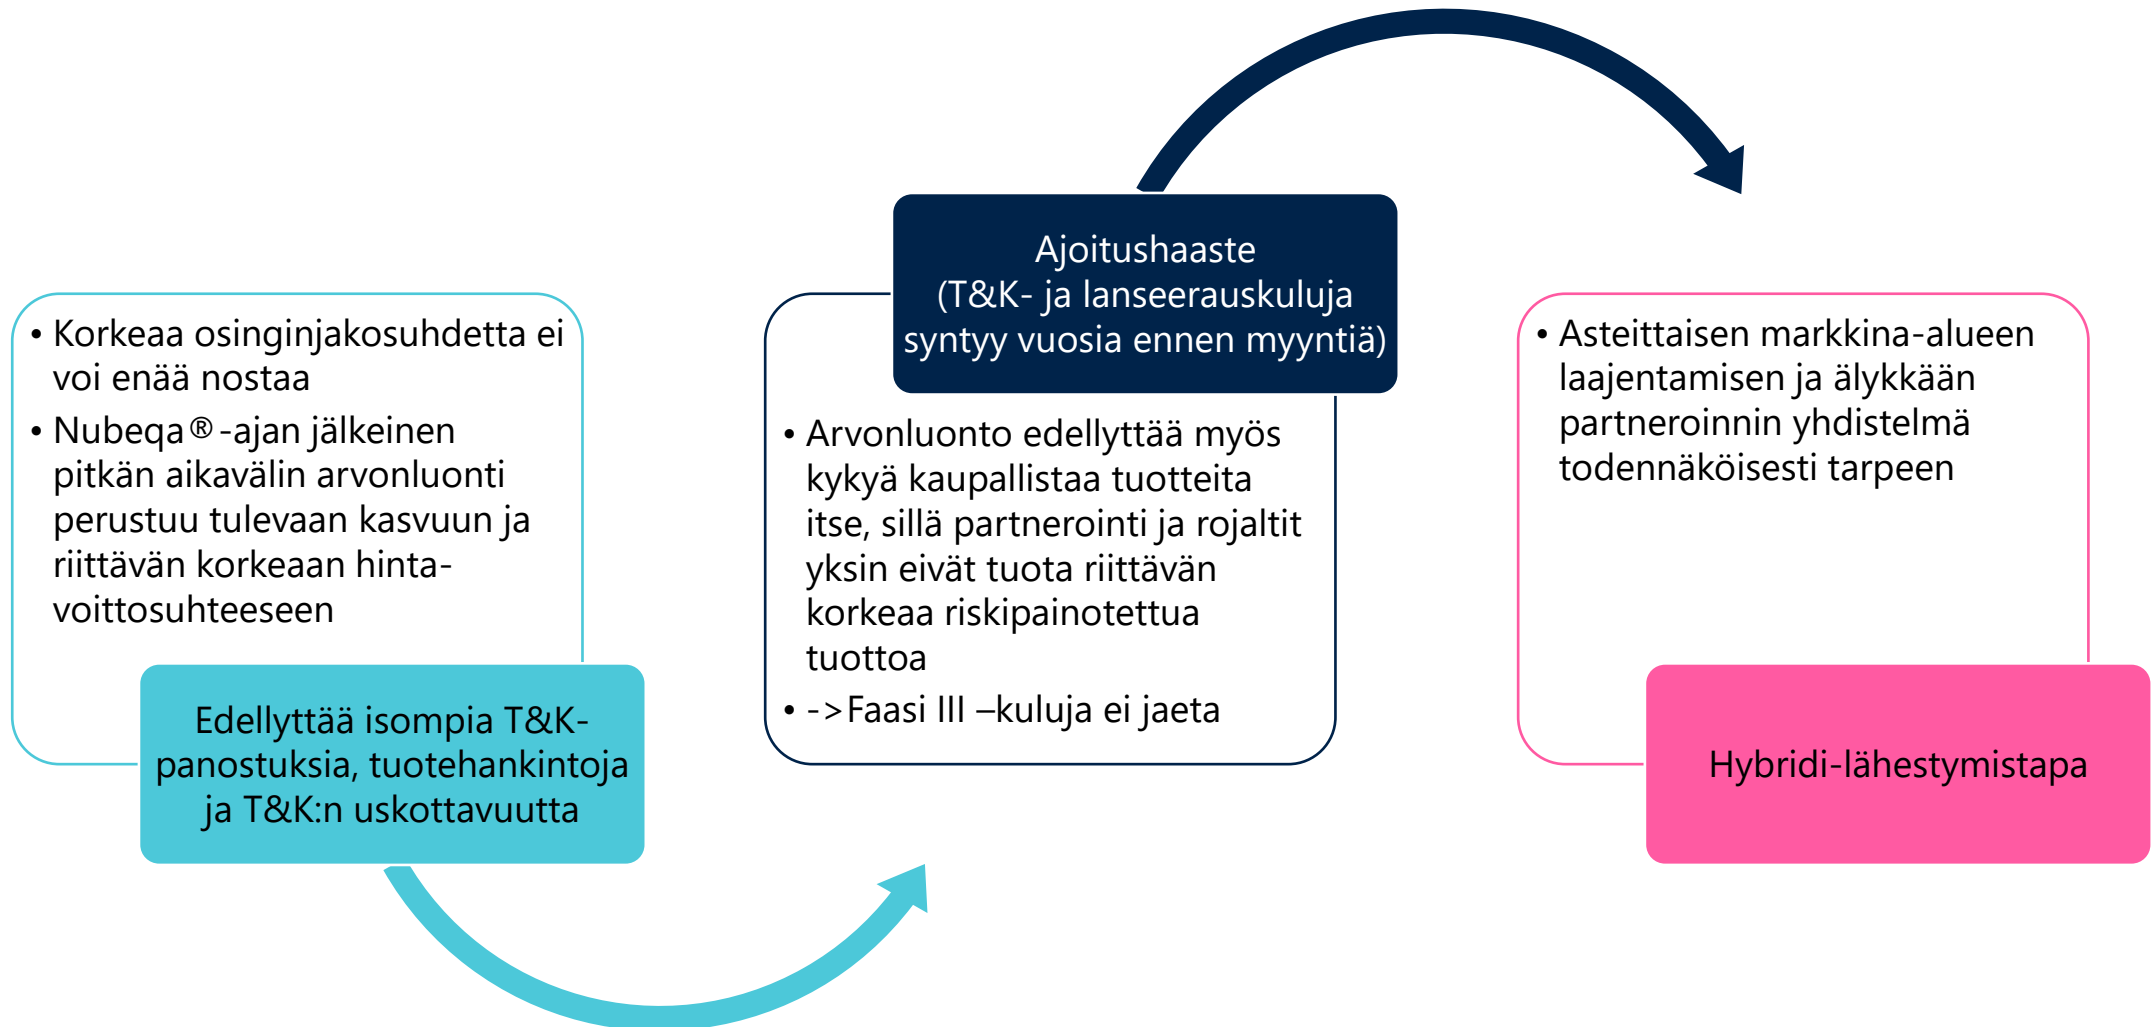 • Korkeaa osinginjakosuhdetta ei
voi enää nostaa
• Nubeqa®-ajan jälkeinen
pitkän aikavälin arvonluonti
perustuu tulevaan kasvuun ja
riittävän korkeaan hinta-
voittosuhteeseen
Edellyttää isompia T&K-
panostuksia, tuotehankintoja
ja T&K:n uskottavuutta
Ajoitushaaste
(T&K- ja lanseerauskuluja
syntyy vuosia ennen myyntiä)
• Arvonluonto edellyttää myös
kykyä kaupallistaa tuotteita
itse, sillä partnerointi ja rojaltit
yksin eivät tuota riittävän
korkeaa riskipainotettua
tuottoa
• ->Faasi III –kuluja ei jaeta
• Asteittaisen markkina-alueen
laajentamisen ja älykkään
partneroinnin yhdistelmä
todennäköisesti tarpeen
Hybridi-lähestymistapa